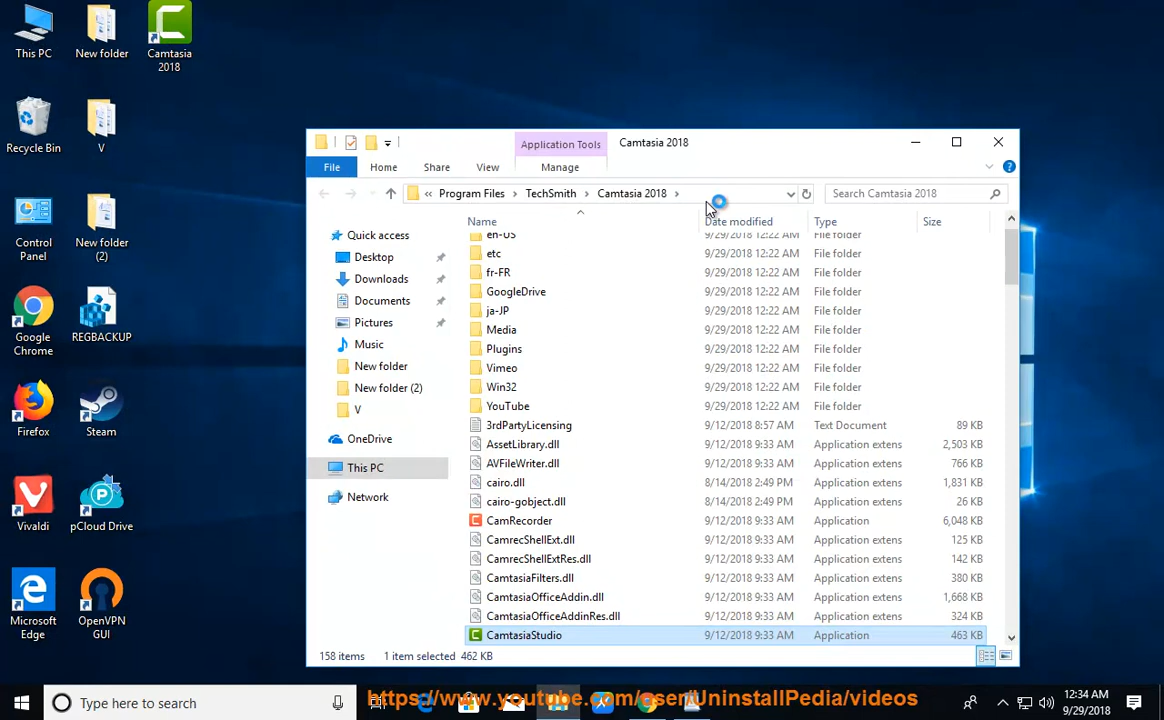 This PC
New folder
Camtasia
2018
Recycle Bin
V
Control
Panel
New folder
(2)
Google
Chrome
REGBACKUP
Firefox
Steam
Vivaldi
pCloud Drive
Microsoft
Edge
OpenVPN
GUI
Application Tools
Camtasia 2018
File
Home
Share
View
Manage
« Program Files > TechSmith > Camtasia 2018 >
Search Camtasia 2018
Name Date modified Type Size
Quick access
Desktop
Downloads
Documents
Pictures
Music
New folder
New folder (2)
V
OneDrive
This PC
Network
en-US 9/29/2018 12:22 AM File folder
etc 9/29/2018 12:22 AM File folder
fr-FR 9/29/2018 12:22 AM File folder
GoogleDrive 9/29/2018 12:22 AM File folder
ja-JP 9/29/2018 12:22 AM File folder
Media 9/29/2018 12:22 AM File folder
Plugins 9/29/2018 12:22 AM File folder
Vimeo 9/29/2018 12:22 AM File folder
Win32 9/29/2018 12:22 AM File folder
YouTube 9/29/2018 12:22 AM File folder
3rdPartyLicensing 9/12/2018 8:57 AM Text Document 89 KB
AssetLibrary.dll 9/12/2018 9:33 AM Application extens 2,503 KB
AVFileWriter.dll 9/12/2018 9:33 AM Application extens 766 KB
cairo.dll 8/14/2018 2:49 PM Application extens 1,831 KB
cairo-gobject.dll 8/14/2018 2:49 PM Application extens 26 KB
CamRecorder 9/12/2018 9:33 AM Application 6,048 KB
CamrecShellExt.dll 9/12/2018 9:33 AM Application extens 125 KB
CamrecShellExtRes.dll 9/12/2018 9:33 AM Application extens 142 KB
CamtasiaFilters.dll 9/12/2018 9:33 AM Application extens 380 KB
CamtasiaOfficeAddin.dll 9/12/2018 9:33 AM Application extens 1,668 KB
CamtasiaOfficeAddinRes.dll 9/12/2018 9:33 AM Application extens 324 KB
CamtasiaStudio 9/12/2018 9:33 AM Application 463 KB
158 items 1 item selected 462 KB
Type here to search
https://www.youtube.com/user/UninstallPedia/videos
12:34 AM
9/29/2018